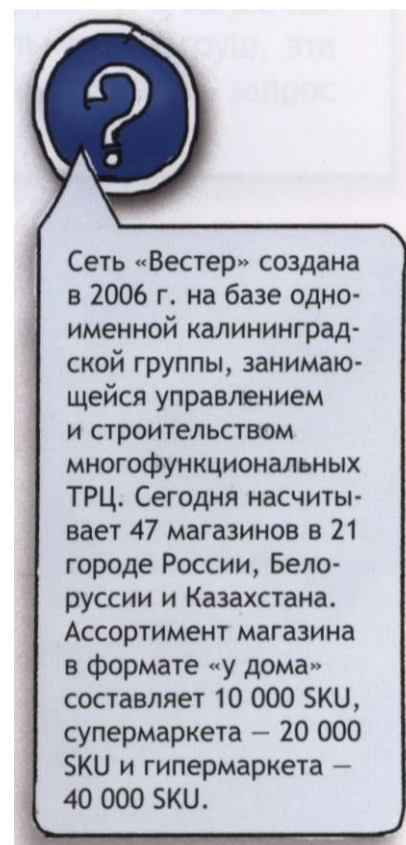 ?
Сеть «Вестер» создана
в 2006 г. на базе одно-
именной калининград-
ской группы, занимаю-
щейся управлением
и строительством
многофункциональных
ТРЦ. Сегодня насчиты-
вает 47 магазинов в 21
городе России, Бело-
руссии и Казахстана.
Ассортимент магазина
в формате «у дома»
составляет 10 000 SKU,
супермаркета — 20 000
SKU и гипермаркета —
40 000 SKU.